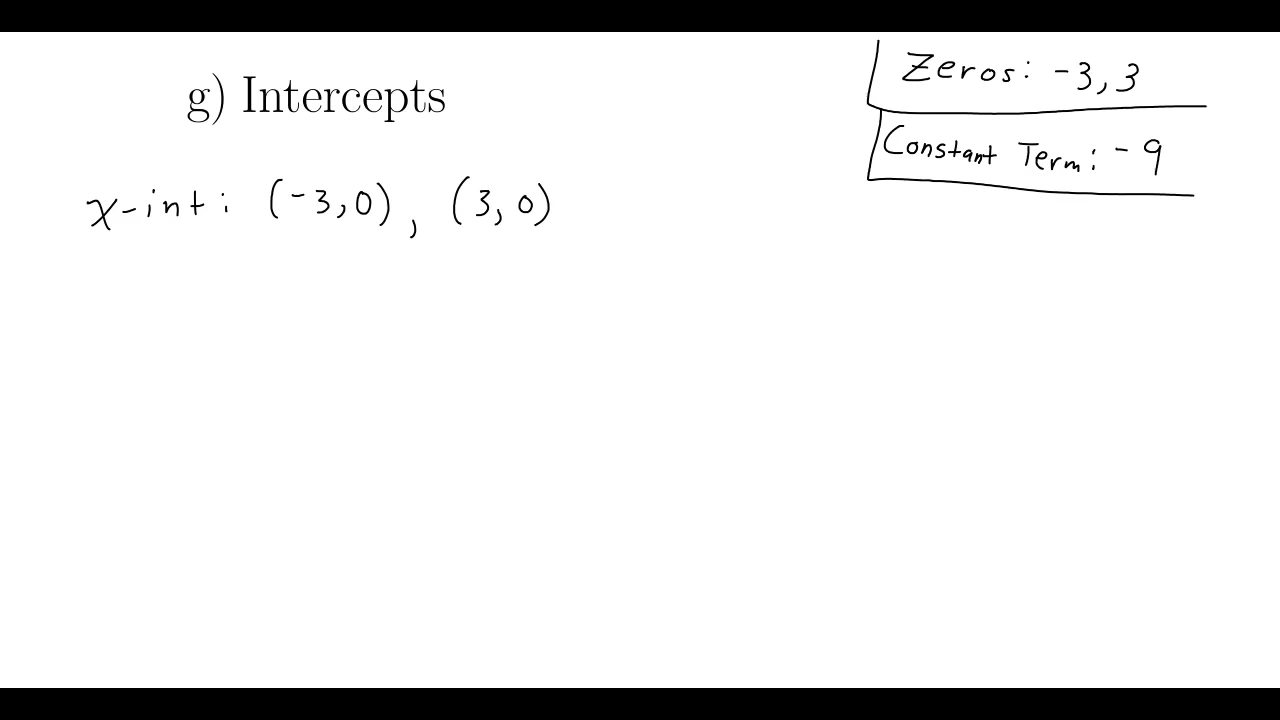 g) Intercepts
Zeros: -3, 3
Constant Term: -9
x-int: (-3,0), (3,0)